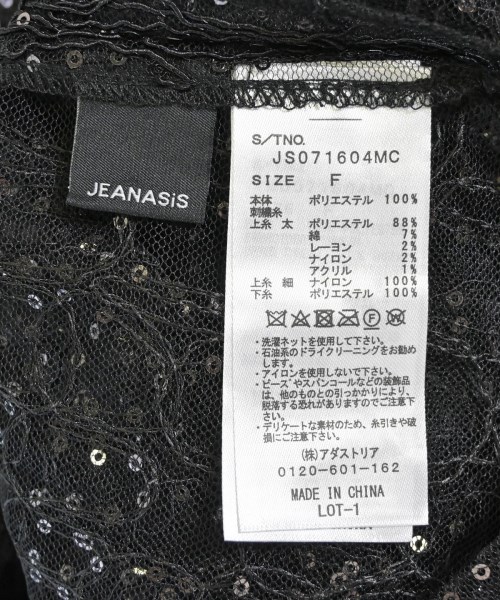 JEANASiS
S/TNO.
JS071604MC
SIZE F
本体 ポリエステル 100%
刺繍糸
上糸 太 ポリエステル 88%
綿 7%
レーヨン 2%
ナイロン 2%
アクリル 1%
上糸 細 ナイロン 100%
下糸 ポリエステル 100%
・洗濯ネットを使用して下さい。
・石油系のドライクリーニングをお勧め
します。
・アイロンを使用しないで下さい。
・ビーズやスパンコールなどの装飾品
は、他のものとの引っかかりにより、
脱落する恐れがありますのでご注意
下さい。
・デリケートな素材のため、糸引きや破
損にご注意下さい。
(株)アダストリア
0120-601-162
MADE IN CHINA
LOT-1